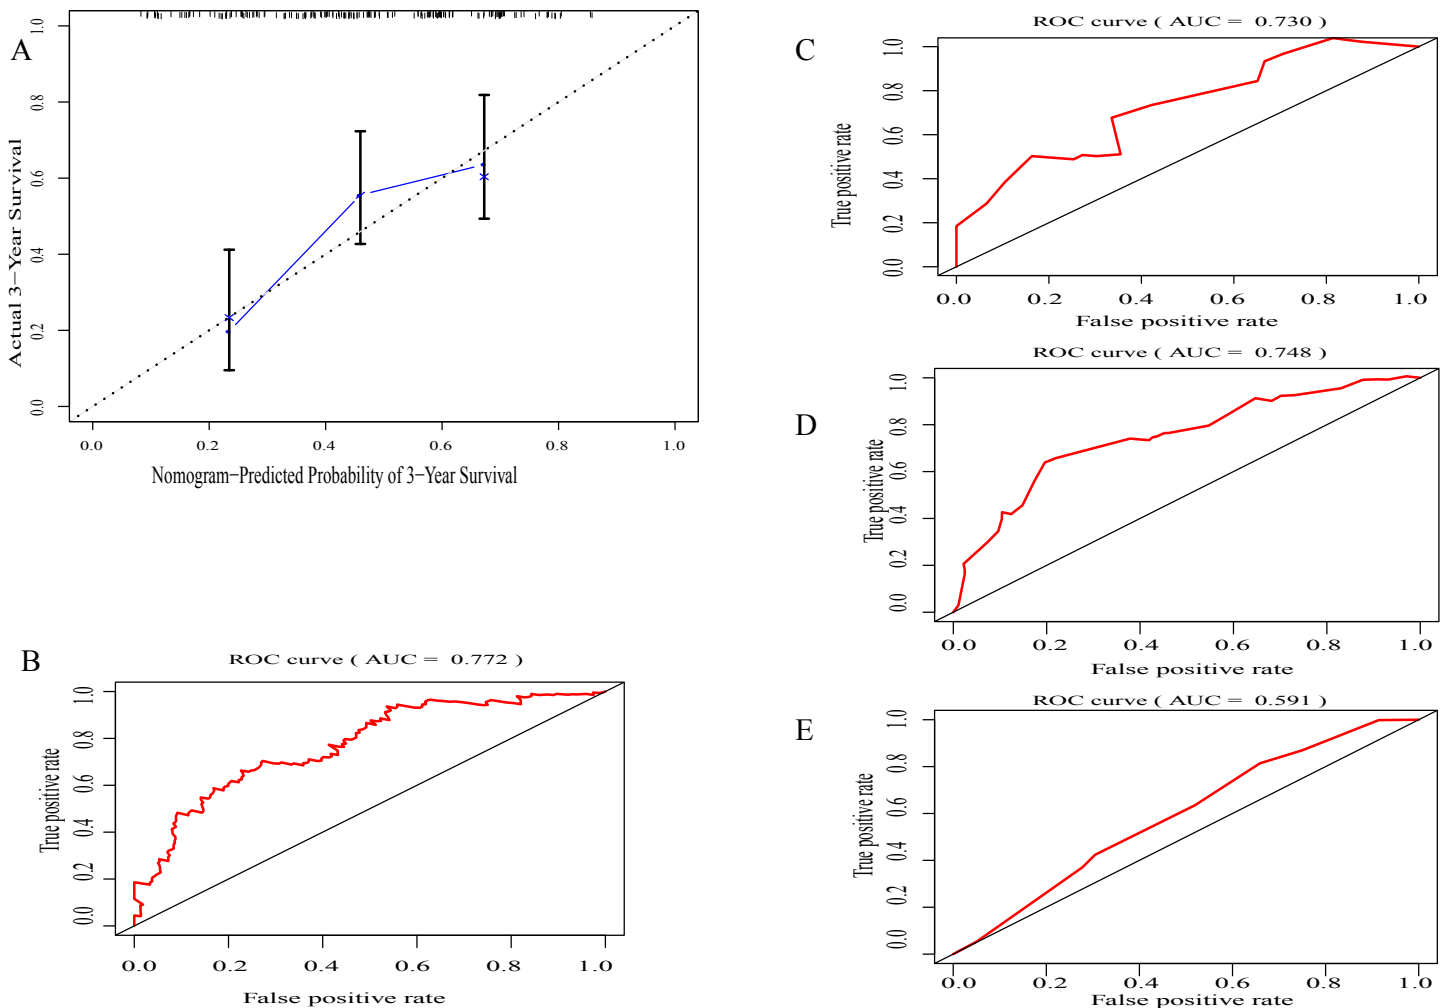 A
Actual 3−Year Survival
0.0 0.2 0.4 0.6 0.8 1.0
0.0 0.2 0.4 0.6 0.8 1.0
Nomogram−Predicted Probability of 3−Year Survival
B
ROC curve ( AUC = 0.772 )
True positive rate
0.0 0.2 0.4 0.6 0.8 1.0
0.0 0.2 0.4 0.6 0.8 1.0
False positive rate
C
ROC curve ( AUC = 0.730 )
True positive rate
0.0 0.2 0.4 0.6 0.8 1.0
0.0 0.2 0.4 0.6 0.8 1.0
False positive rate
D
ROC curve ( AUC = 0.748 )
True positive rate
0.0 0.2 0.4 0.6 0.8 1.0
0.0 0.2 0.4 0.6 0.8 1.0
False positive rate
E
ROC curve ( AUC = 0.591 )
True positive rate
0.0 0.2 0.4 0.6 0.8 1.0
0.0 0.2 0.4 0.6 0.8 1.0
False positive rate